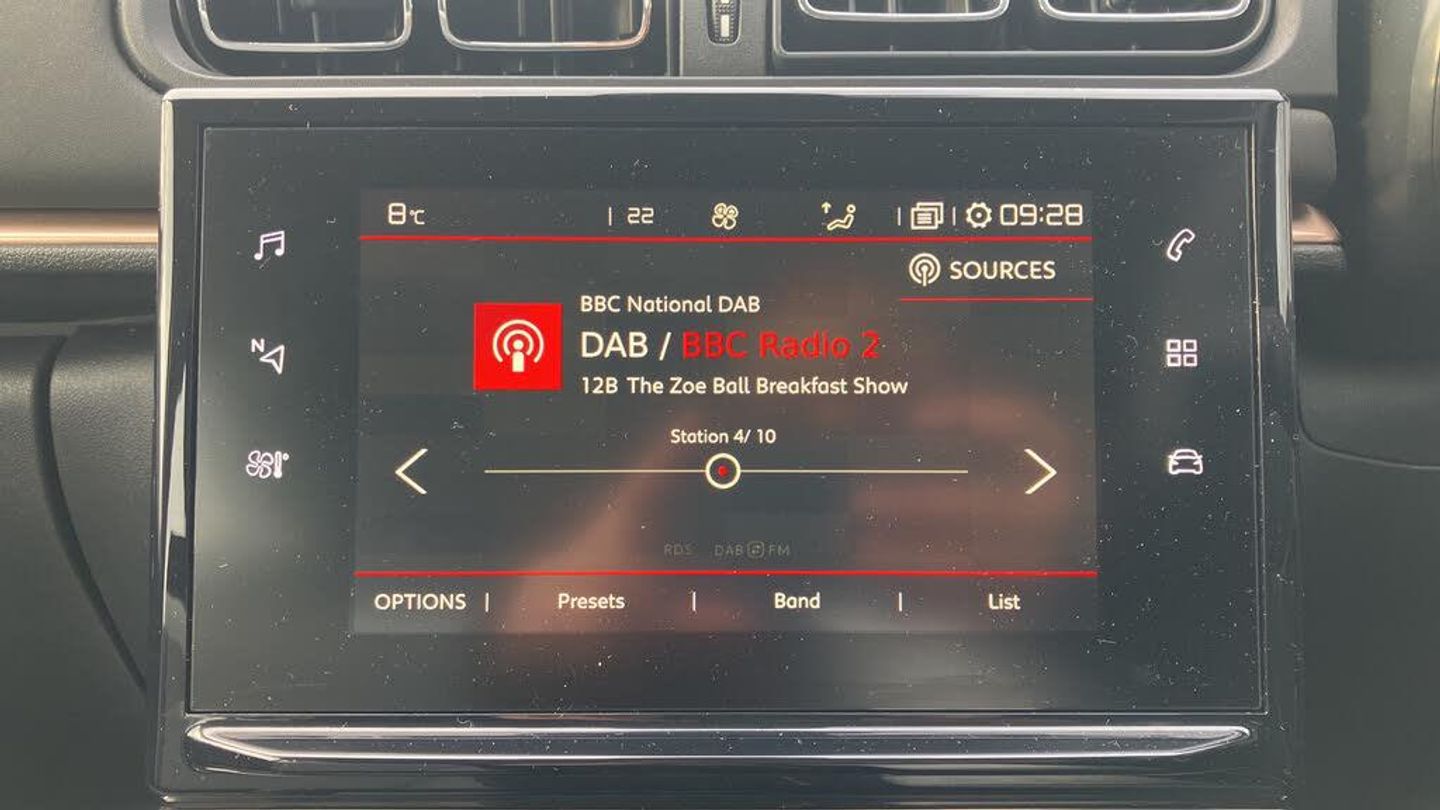 8°C | 22 | | 09:28
SOURCES
BBC National DAB
DAB / BBC Radio 2
12B The Zoe Ball Breakfast Show
Station 4/ 10
N
RDS DAB FM
OPTIONS | Presets | Band | List